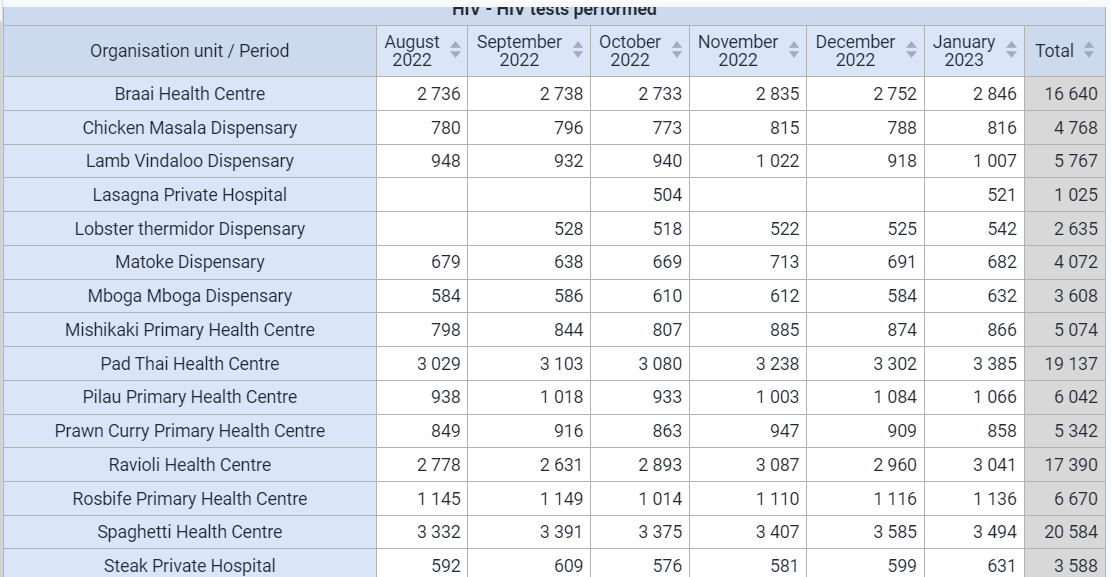 HIV - HIV tests performed
Organisation unit / Period August 2022 September 2022 October 2022 November 2022 December 2022 January 2023 Total
Braai Health Centre 2 736 2 738 2 733 2 835 2 752 2 846 16 640
Chicken Masala Dispensary 780 796 773 815 788 816 4 768
Lamb Vindaloo Dispensary 948 932 940 1 022 918 1 007 5 767
Lasagna Private Hospital 504 521 1 025
Lobster thermidor Dispensary 528 518 522 525 542 2 635
Matoke Dispensary 679 638 669 713 691 682 4 072
Mboga Mboga Dispensary 584 586 610 612 584 632 3 608
Mishikaki Primary Health Centre 798 844 807 885 874 866 5 074
Pad Thai Health Centre 3 029 3 103 3 080 3 238 3 302 3 385 19 137
Pilau Primary Health Centre 938 1 018 933 1 003 1 084 1 066 6 042
Prawn Curry Primary Health Centre 849 916 863 947 909 858 5 342
Ravioli Health Centre 2 778 2 631 2 893 3 087 2 960 3 041 17 390
Rosbife Primary Health Centre 1 145 1 149 1 014 1 110 1 116 1 136 6 670
Spaghetti Health Centre 3 332 3 391 3 375 3 407 3 585 3 494 20 584
Steak Private Hospital 592 609 576 581 599 631 3 588